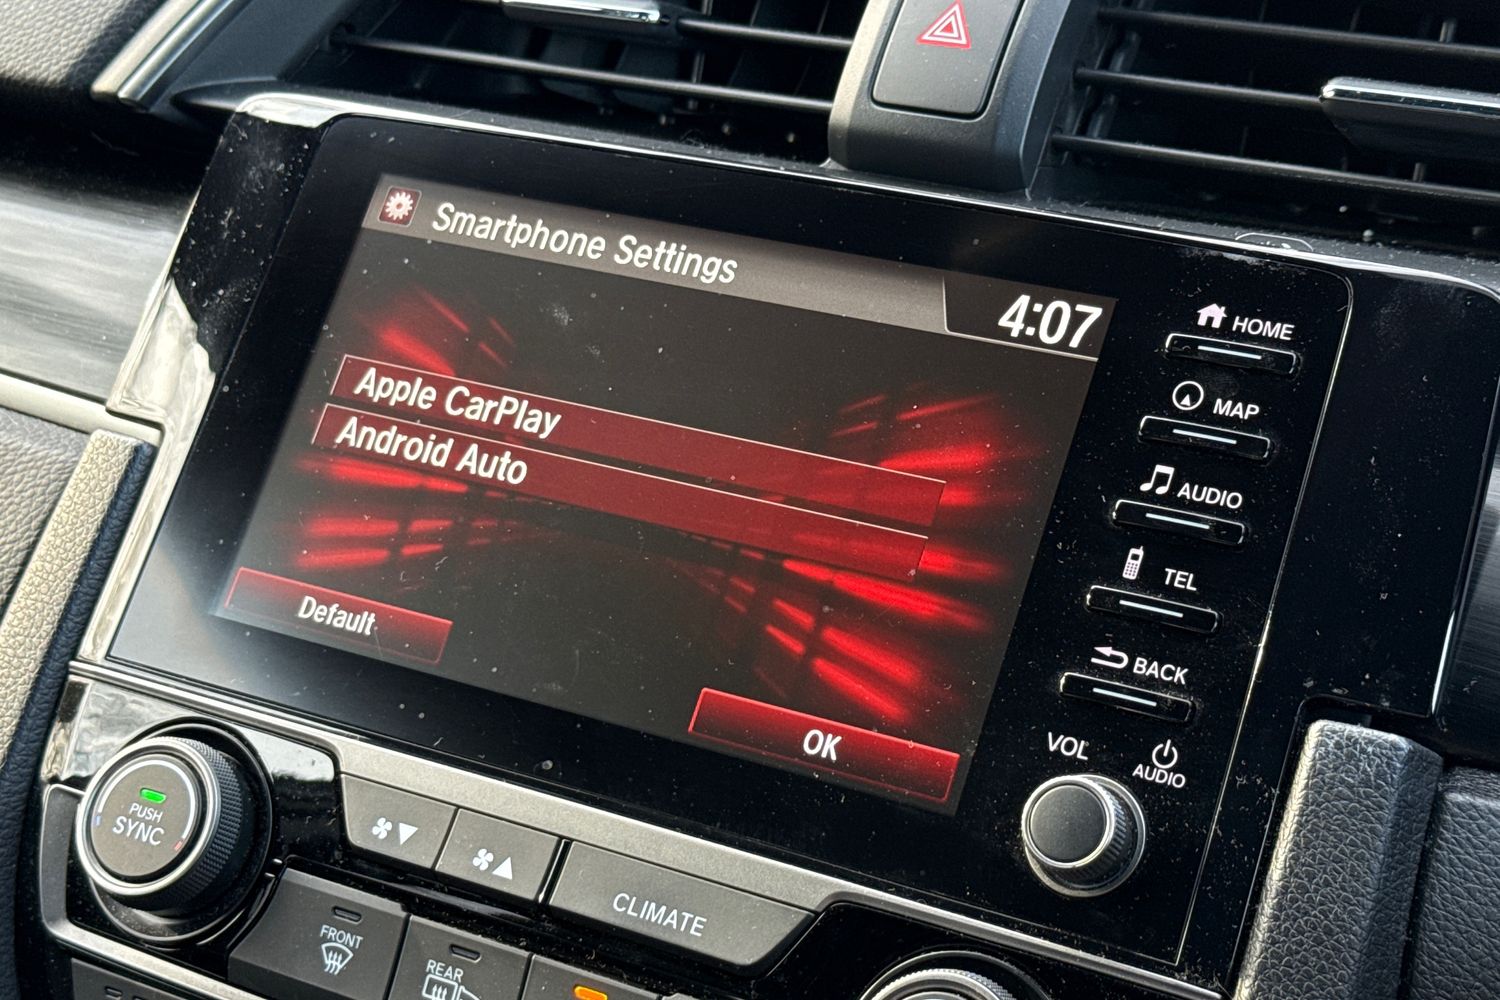 Smartphone Settings
4:07
Apple CarPlay
Android Auto
Default
OK
HOME
MAP
AUDIO
TEL
BACK
VOL
AUDIO
PUSH
SYNC
CLIMATE
FRONT
REAR